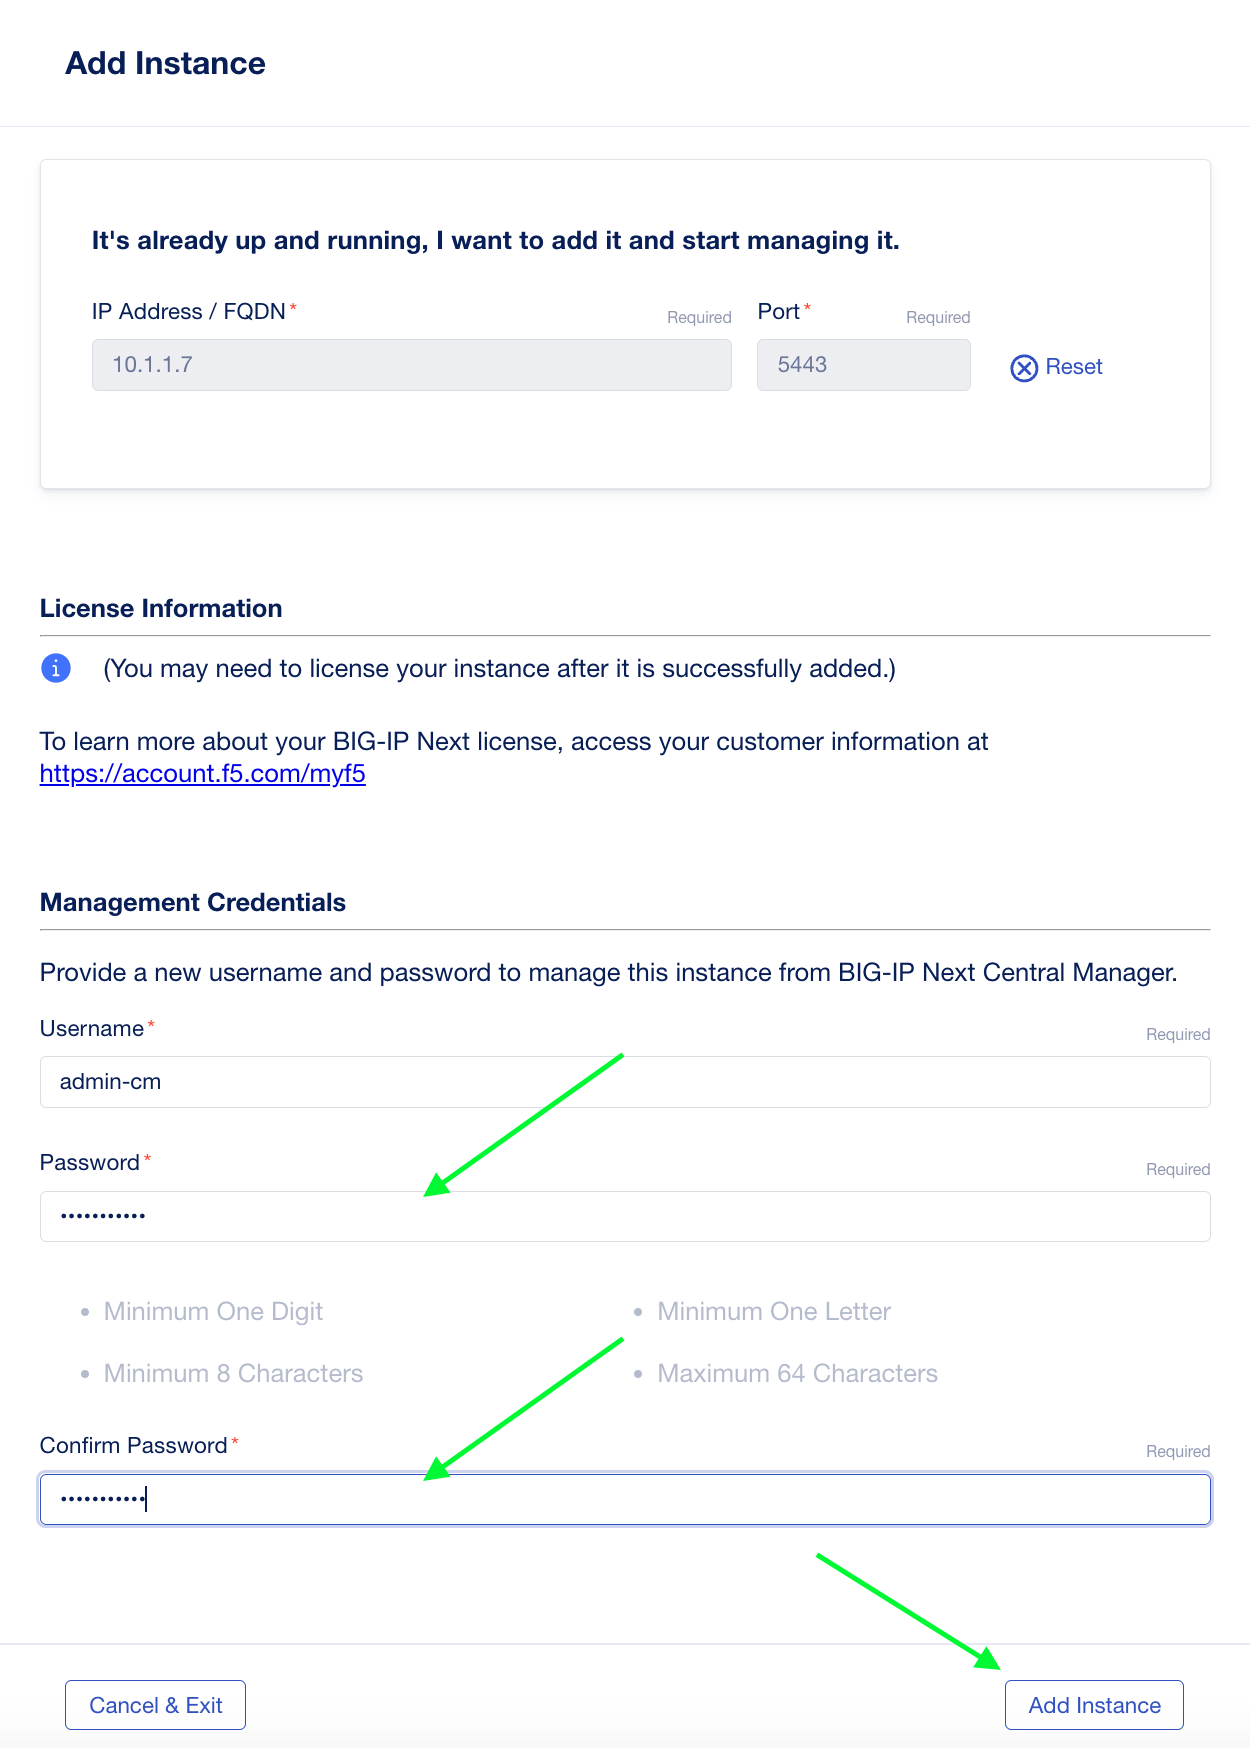 Add Instance
It's already up and running, I want to add it and start managing it.
IP Address / FQDN* Required Port* Required
10.1.1.7 5443 Reset
License Information
(You may need to license your instance after it is successfully added.)
To learn more about your BIG-IP Next license, access your customer information at
https://account.f5.com/myf5
Management Credentials
Provide a new username and password to manage this instance from BIG-IP Next Central Manager.
Username* Required
admin-cm
Password* Required
•••••••••••
• Minimum One Digit • Minimum One Letter
• Minimum 8 Characters • Maximum 64 Characters
Confirm Password* Required
•••••••••••
Cancel & Exit Add Instance